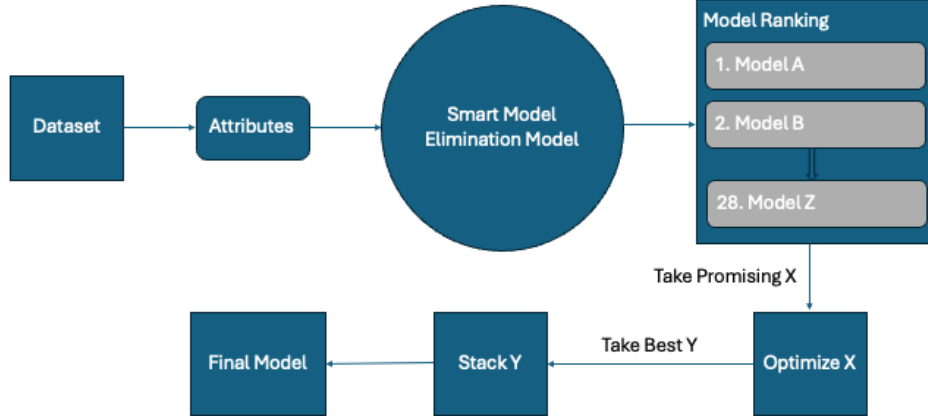 Model Ranking
1. Model A
Dataset
Attributes
Smart Model
Elimination Model
2. Model B
28. Model Z
Take Promising X
Final Model
Stack Y
Take Best Y
Optimize X